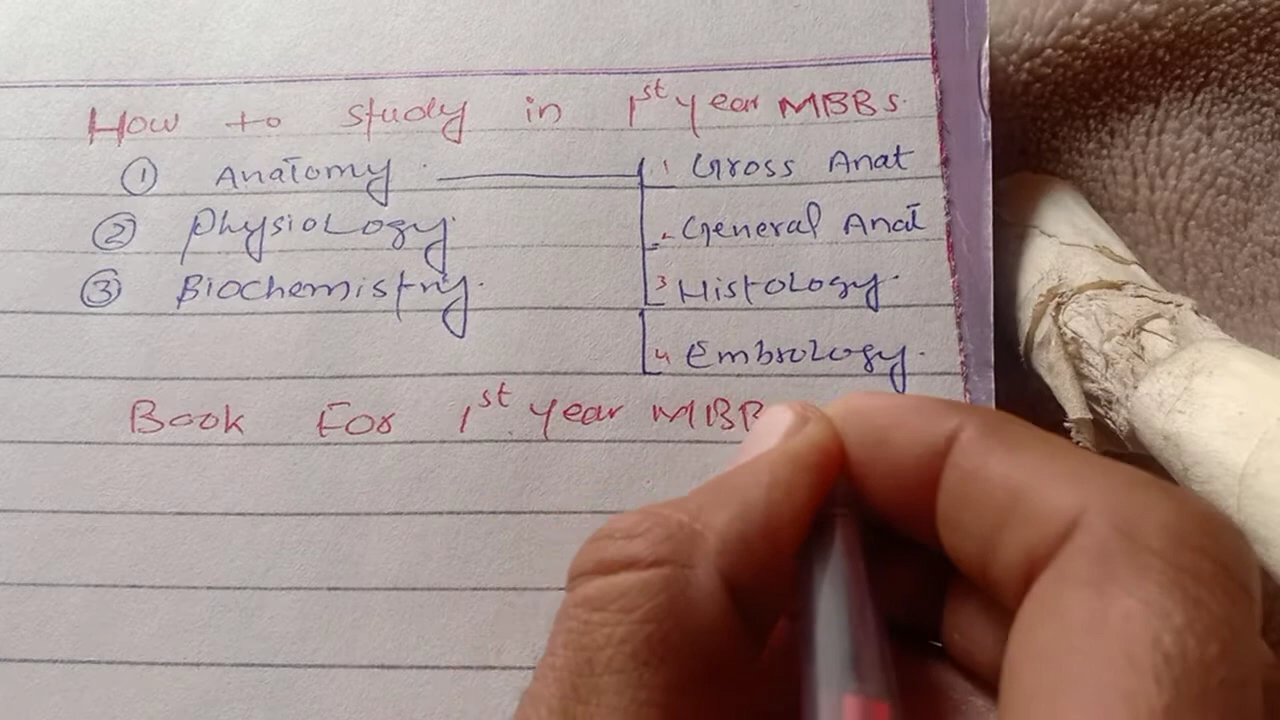 How to study in 1st year MBBS.
① Anatomy. 1 Gross Anat
② Physiology. 2. General Anat
③ Biochemistry. 3 Histology.
4 Embrology.
Book For 1st year MBB